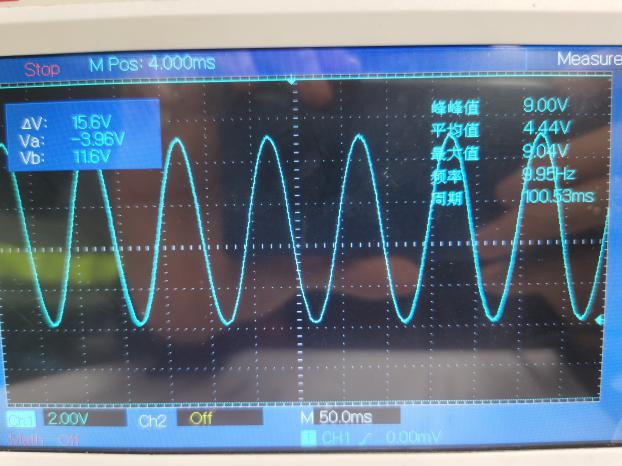 Stop M Pos: 4.000ms Measure
ΔV: 15.6V
Va: -3.96V
Vb: 11.6V
峰峰值 9.00V
平均值 4.44V
最大值 9.04V
频率 9.95Hz
周期 100.53ms
Ch1 2.00V Ch2 Off M 50.0ms
Math Off CH1 0.00mV